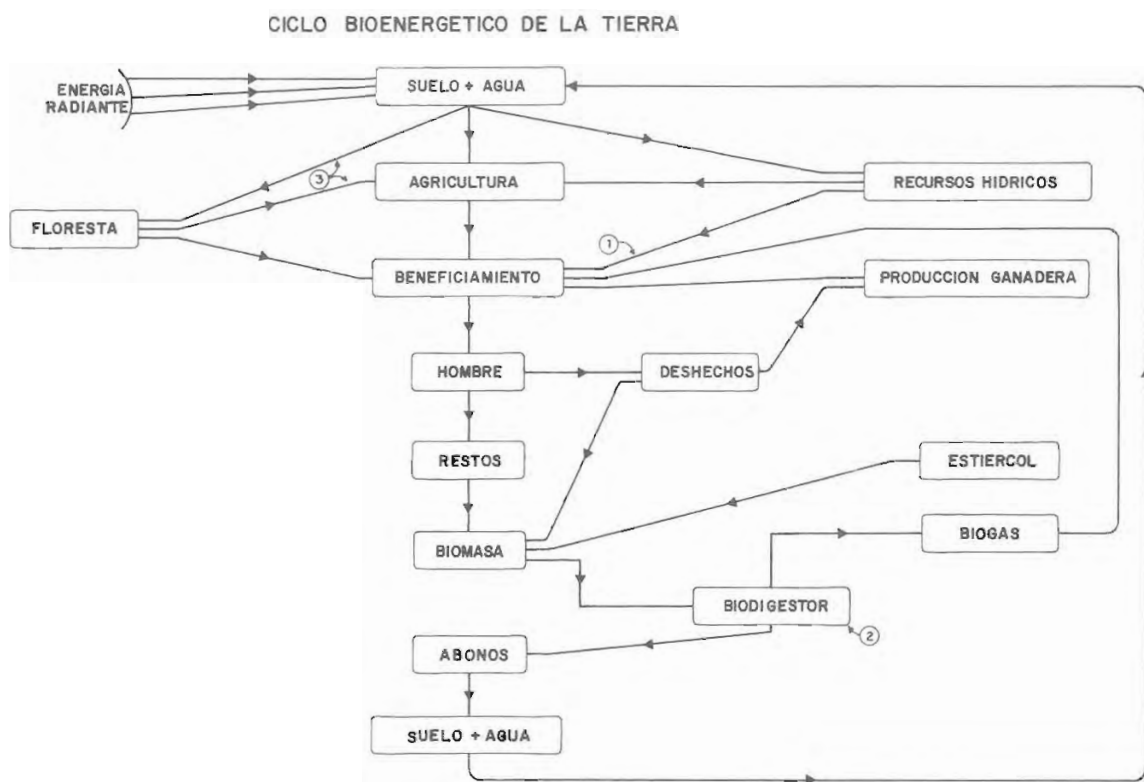 CICLO BIOENERGETICO DE LA TIERRA
ENERGIA
RADIANTE
SUELO + AGUA
3
AGRICULTURA
RECURSOS HIDRICOS
FLORESTA
1
BENEFICIAMIENTO
PRODUCCION GANADERA
HOMBRE
DESHECHOS
RESTOS
ESTIERCOL
BIOMASA
BIOGAS
BIODIGESTOR
2
ABONOS
SUELO + AGUA